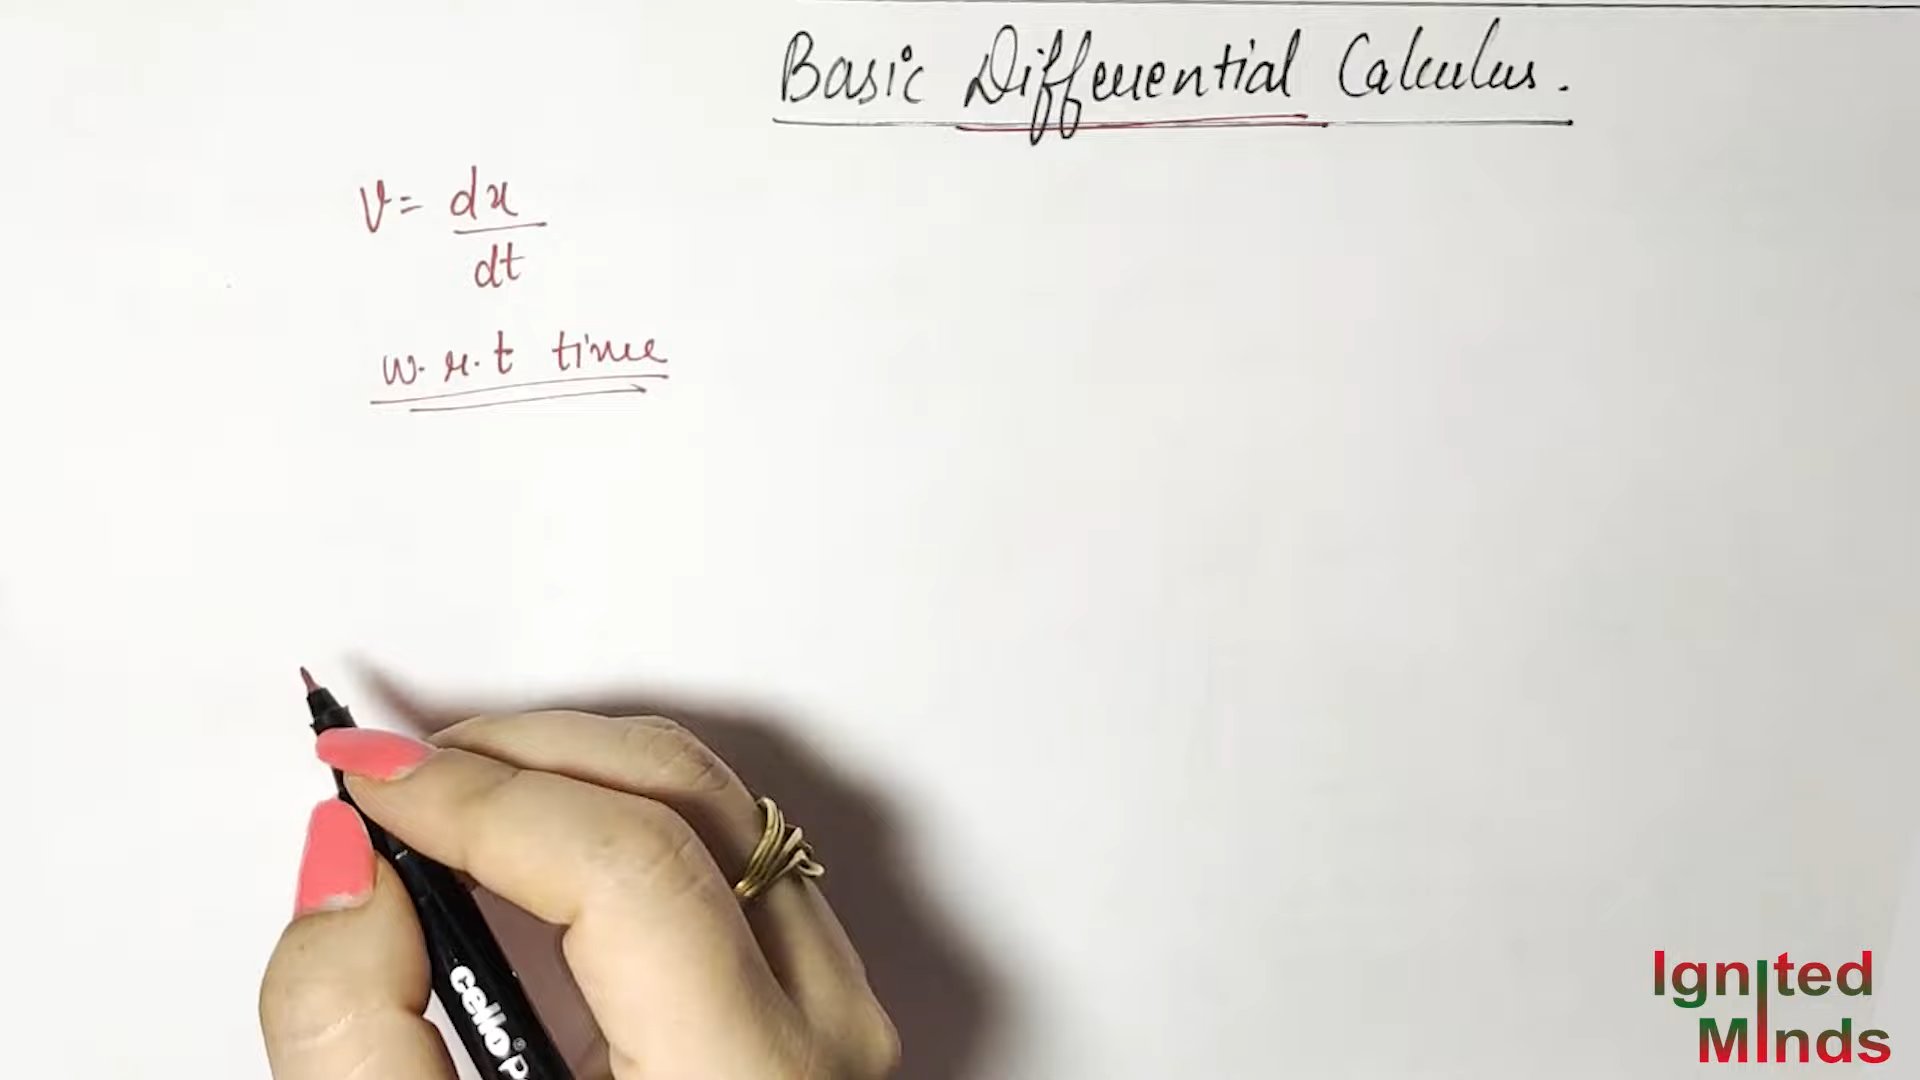 Basic Differential Calculus.
V = dx
dt
w.r.t time
cello
Ignited
Minds